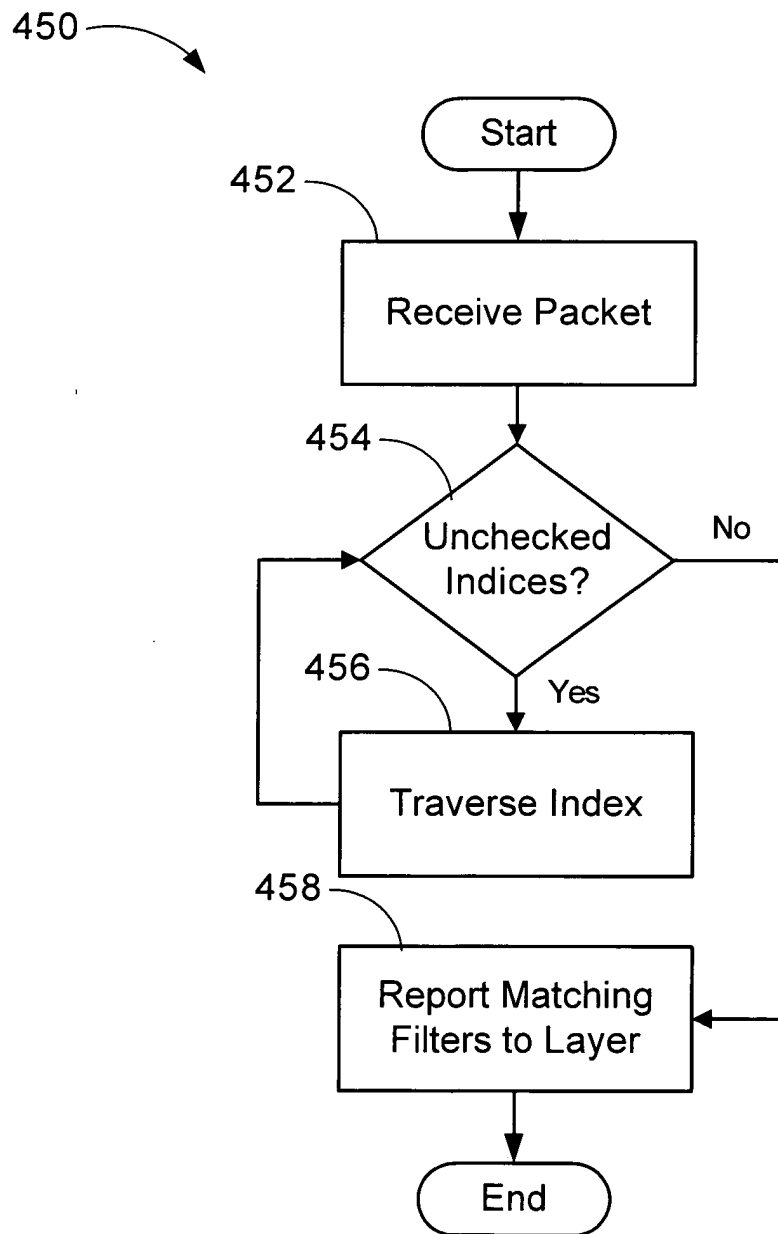 450
Start
452
Receive Packet
454
Unchecked
Indices?
No
456
Yes
Traverse Index
458
Report Matching
Filters to Layer
End